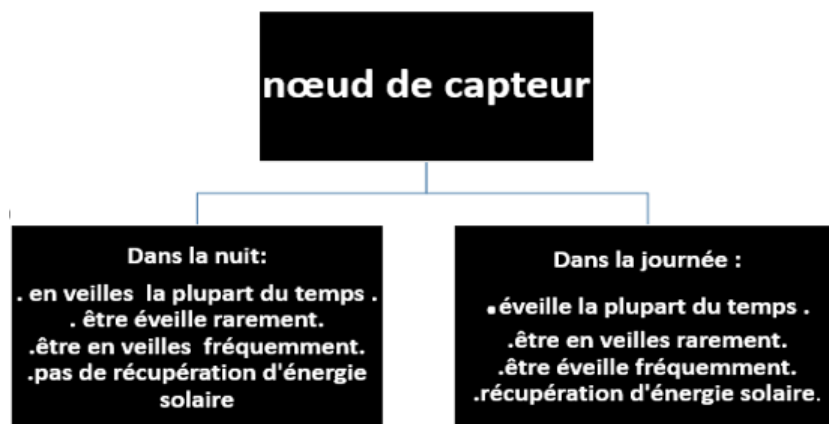 nœud de capteur
Dans la nuit:
. en veilles la plupart du temps .
. être éveille rarement.
.être en veilles fréquemment.
.pas de récupération d'énergie
solaire
Dans la journée :
.éveille la plupart du temps .
.être en veilles rarement.
.être éveille fréquemment.
.récupération d'énergie solaire.